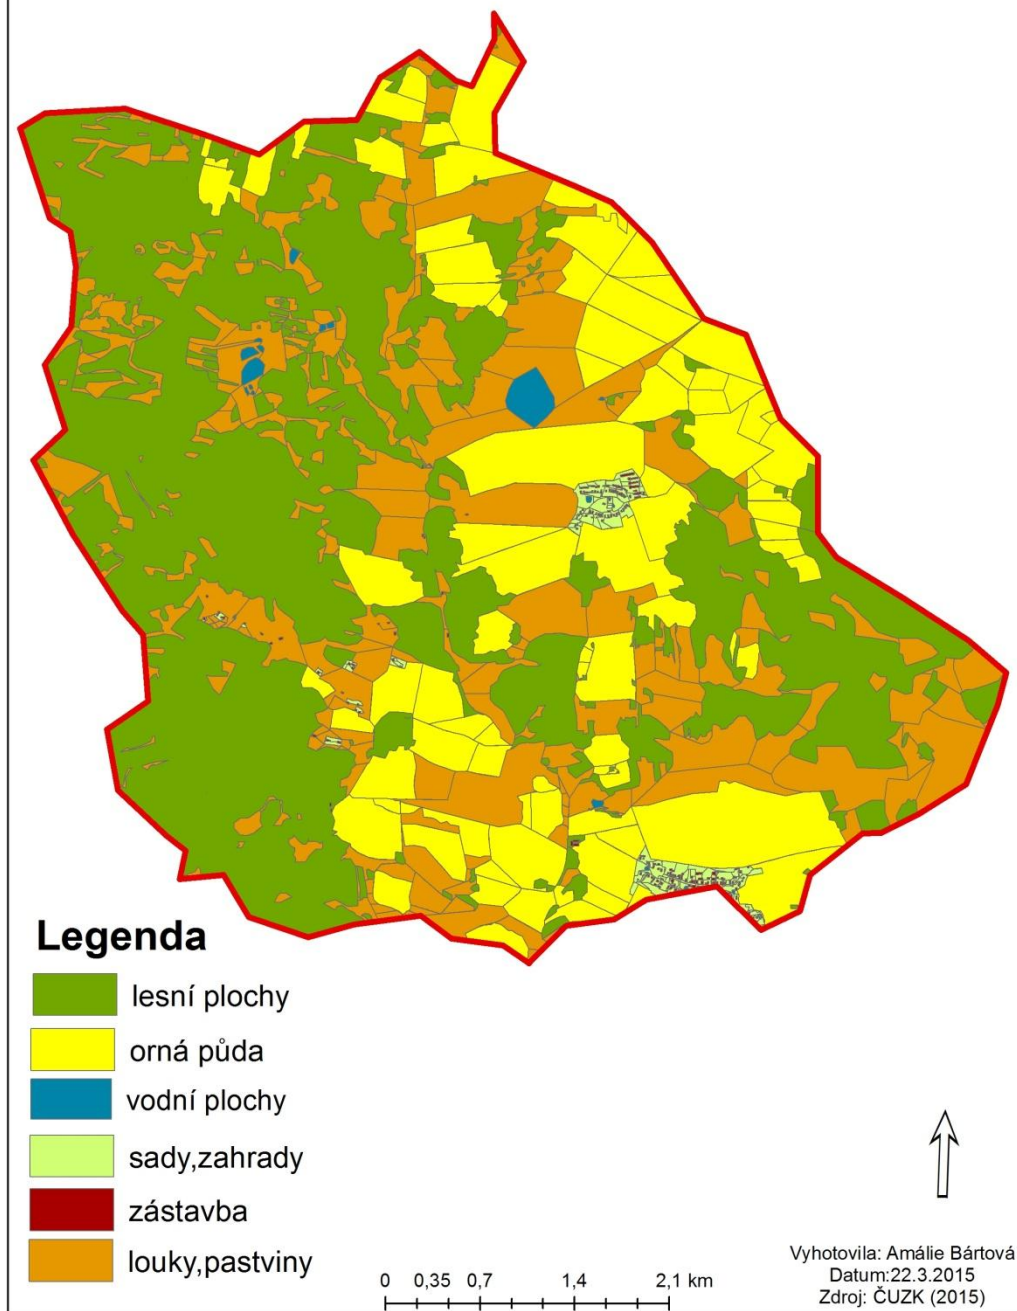 Legenda
lesní plochy
orná půda
vodní plochy
sady,zahrady
zástavba
louky,pastviny
0 0,35 0,7 1,4 2,1 km
Vyhotovila: Amálie Bártová
Datum:22.3.2015
Zdroj: ČUZK (2015)